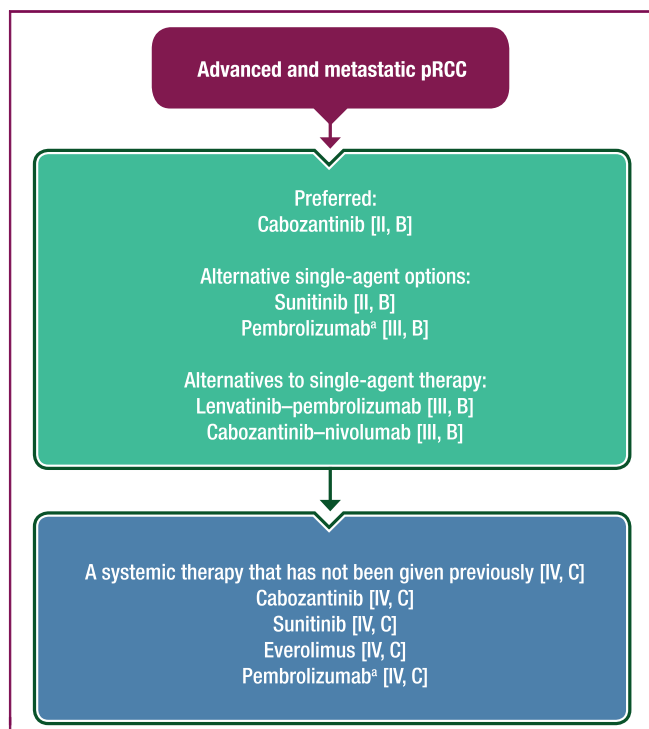 Advanced and metastatic pRCC
Preferred:
Cabozantinib [II, B]
Alternative single-agent options:
Sunitinib [II, B]
Pembrolizumabᵃ [III, B]
Alternatives to single-agent therapy:
Lenvatinib–pembrolizumab [III, B]
Cabozantinib–nivolumab [III, B]
A systemic therapy that has not been given previously [IV, C]
Cabozantinib [IV, C]
Sunitinib [IV, C]
Everolimus [IV, C]
Pembrolizumabᵃ [IV, C]